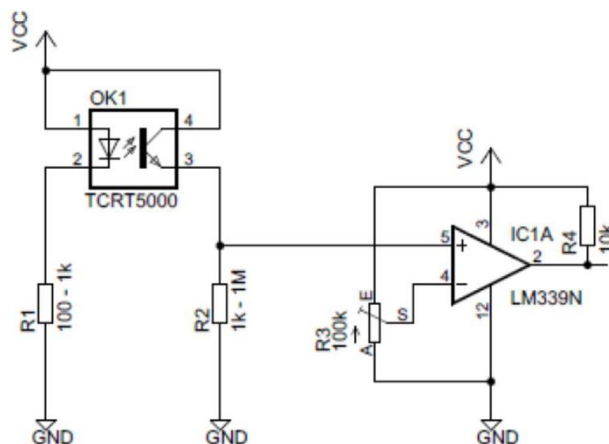 VCC
OK1
1
4
2
3
TCRT5000
VCC
3
IC1A
R4
10k
5
+
2
4
-
LM339N
12
R1
100 - 1k
R2
1k - 1M
R3
100k
E
S
A
GND
GND
GND